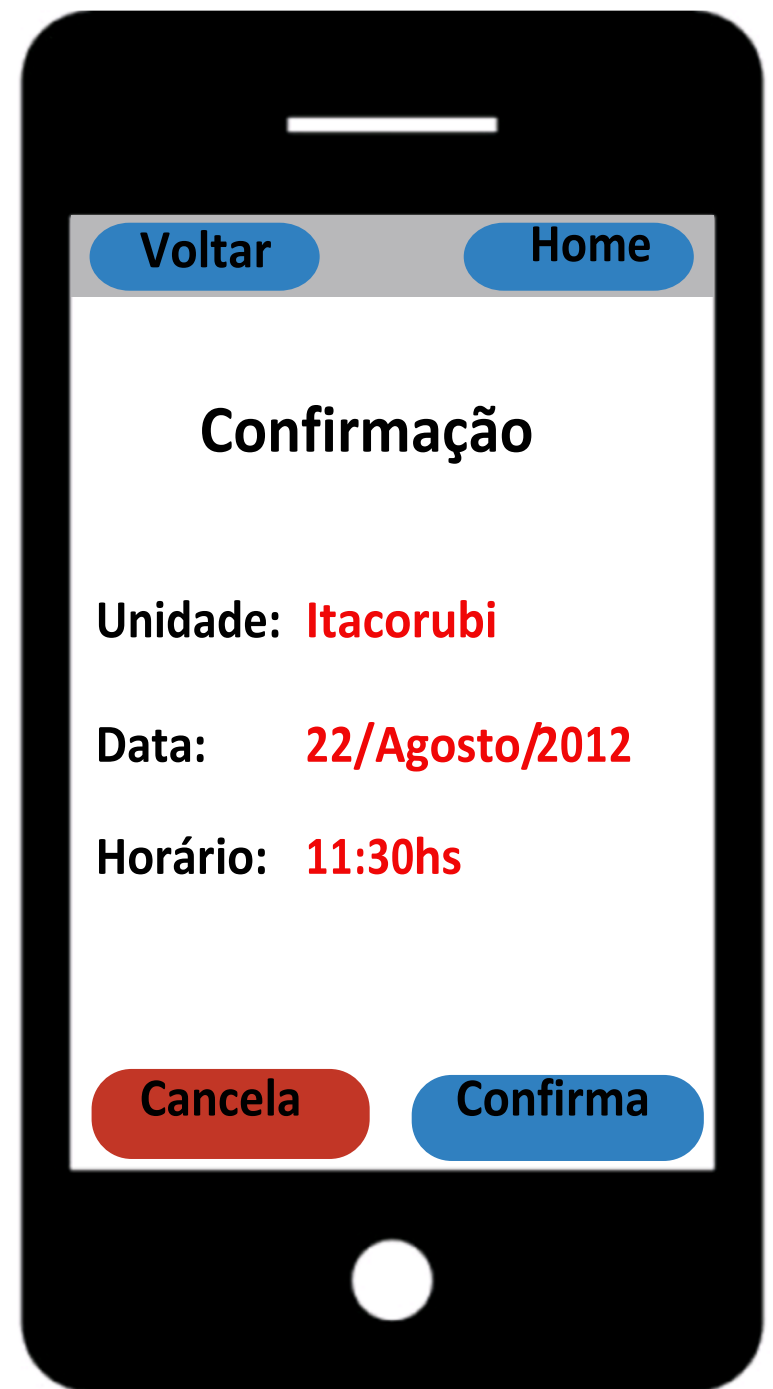 Voltar Home
Confirmação
Unidade: Itacorubi
Data: 22/Agosto/2012
Horário: 11:30hs
Cancela Confirma